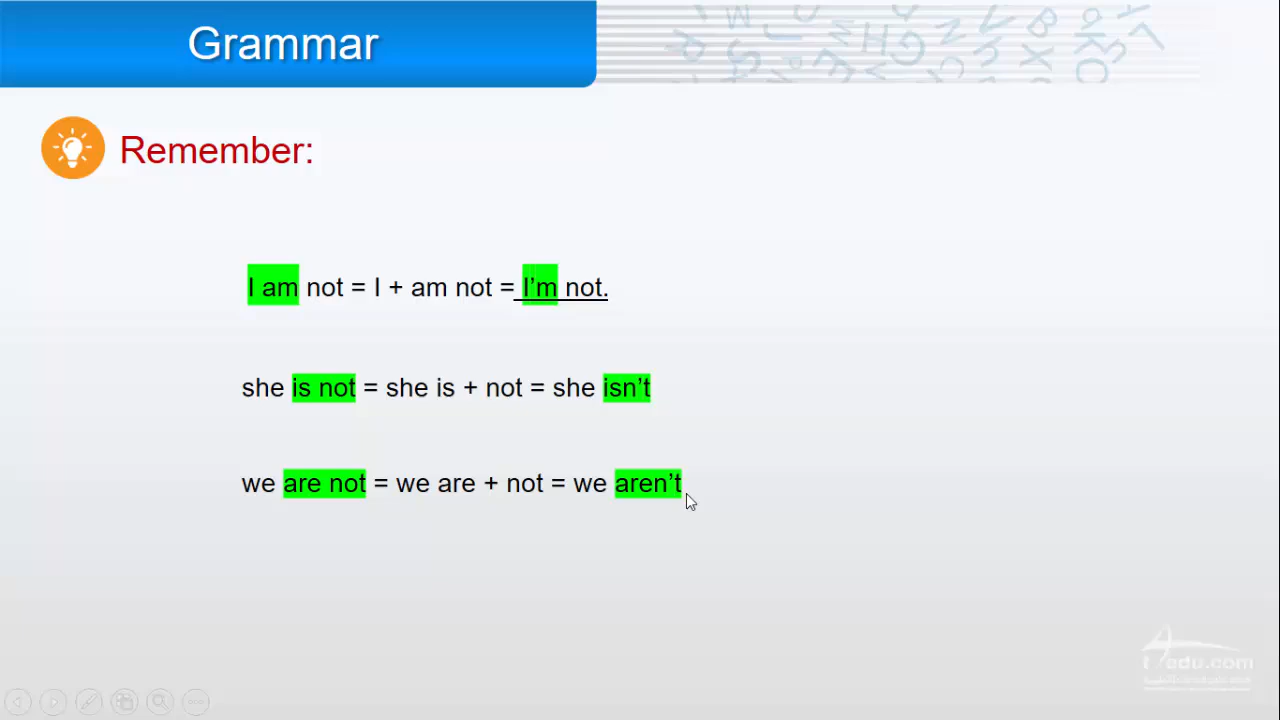 Grammar
Remember:
I am not = I + am not = I’m not.
she is not = she is + not = she isn’t
we are not = we are + not = we aren’t
edu.com